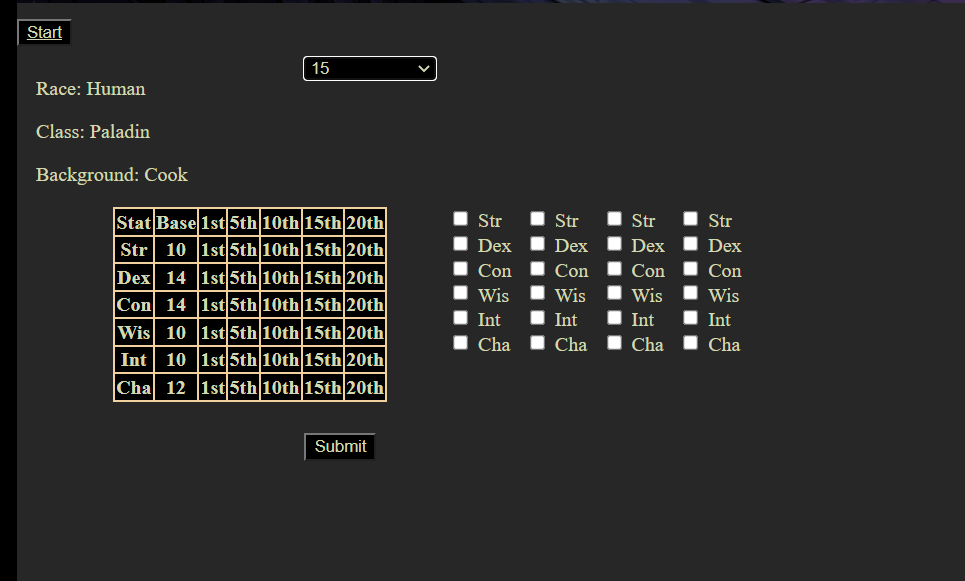 Start
15
Race: Human
Class: Paladin
Background: Cook
Stat Base 1st 5th 10th 15th 20th
Str 10 1st 5th 10th 15th 20th
Dex 14 1st 5th 10th 15th 20th
Con 14 1st 5th 10th 15th 20th
Wis 10 1st 5th 10th 15th 20th
Int 10 1st 5th 10th 15th 20th
Cha 12 1st 5th 10th 15th 20th
Str Str Str Str
Dex Dex Dex Dex
Con Con Con Con
Wis Wis Wis Wis
Int Int Int Int
Cha Cha Cha Cha
Submit